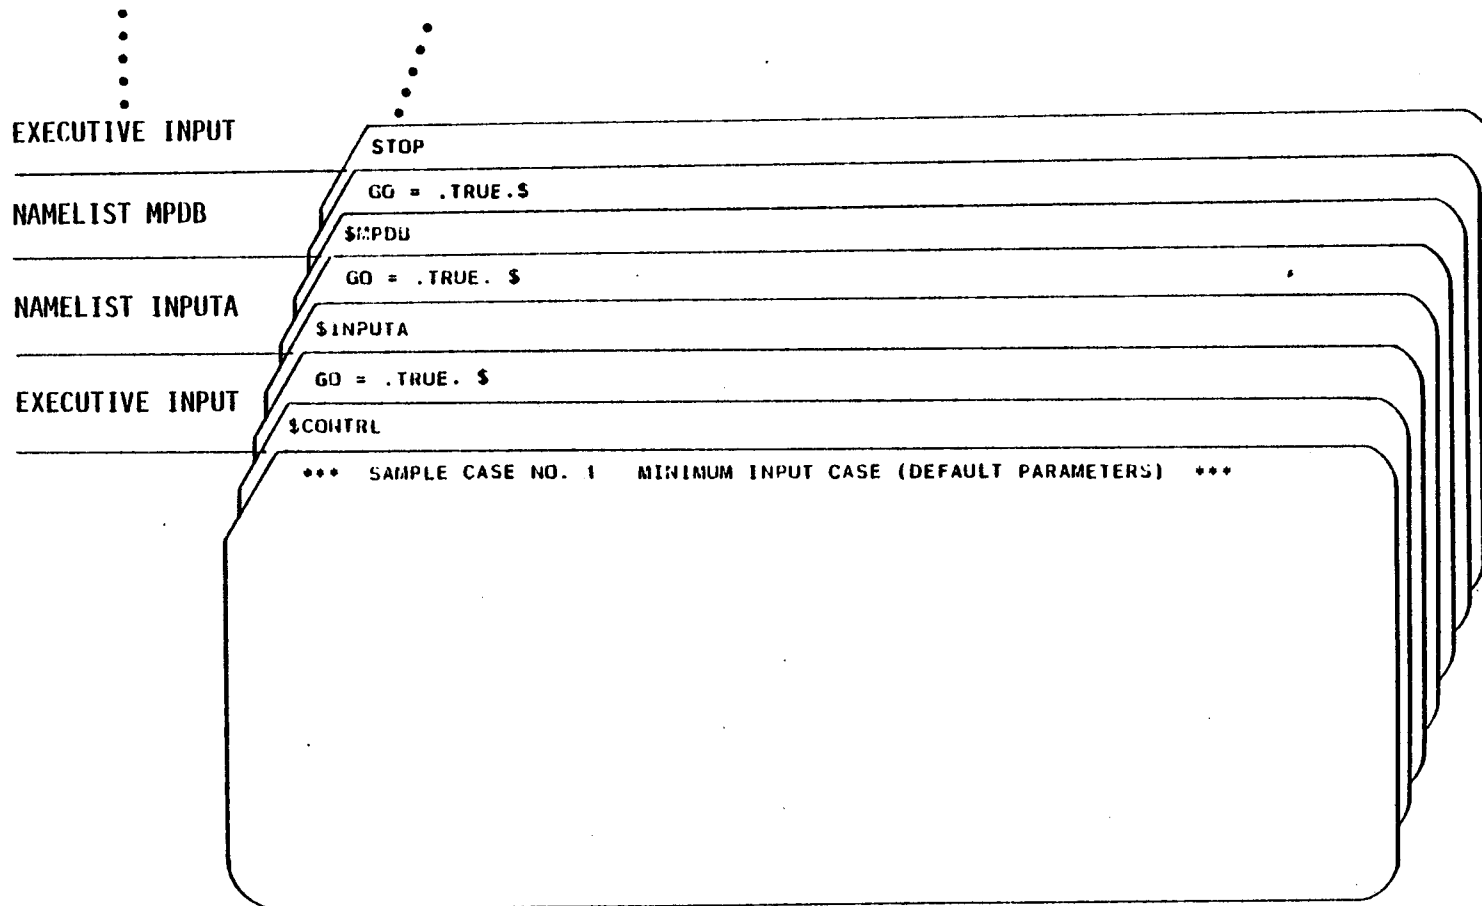 EXECUTIVE INPUT
STOP
GO = .TRUE.$
NAMELIST MPDB
$MPDB
GO = .TRUE. $
NAMELIST INPUTA
$INPUTA
GO = .TRUE. $
EXECUTIVE INPUT
$CONTRL
*** SAMPLE CASE NO. 1 MINIMUM INPUT CASE (DEFAULT PARAMETERS) ***